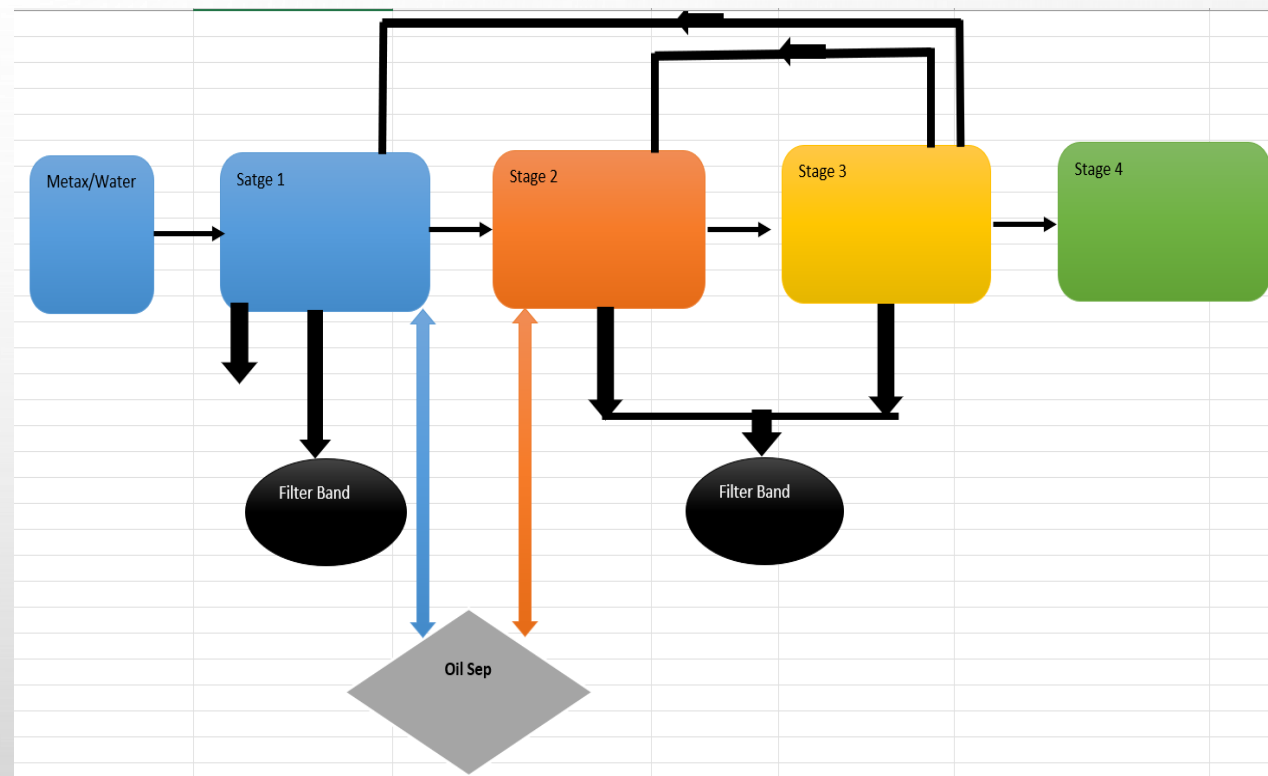 Metax/Water
Satge 1
Stage 2
Stage 3
Stage 4
Filter Band
Filter Band
Oil Sep